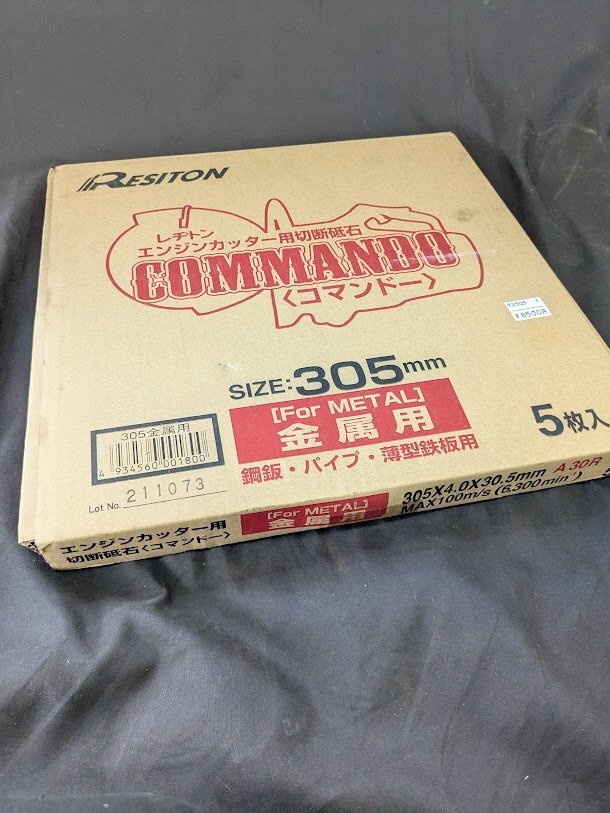 RESITON
レヂトン
エンジンカッター用切断砥石
COMMANDO
〈コマンドー〉
¥8500R
SIZE:305mm
[For METAL]
金属用
5枚入
鋼鈑・パイプ・薄型鉄板用
305金属用
4 934560 001800
Lot No. 211073
エンジンカッター用
切断砥石〈コマンドー〉
[For METAL]
金属用
305X4.0X30.5mm A30R
MAX100m/s (6,300min⁻¹)